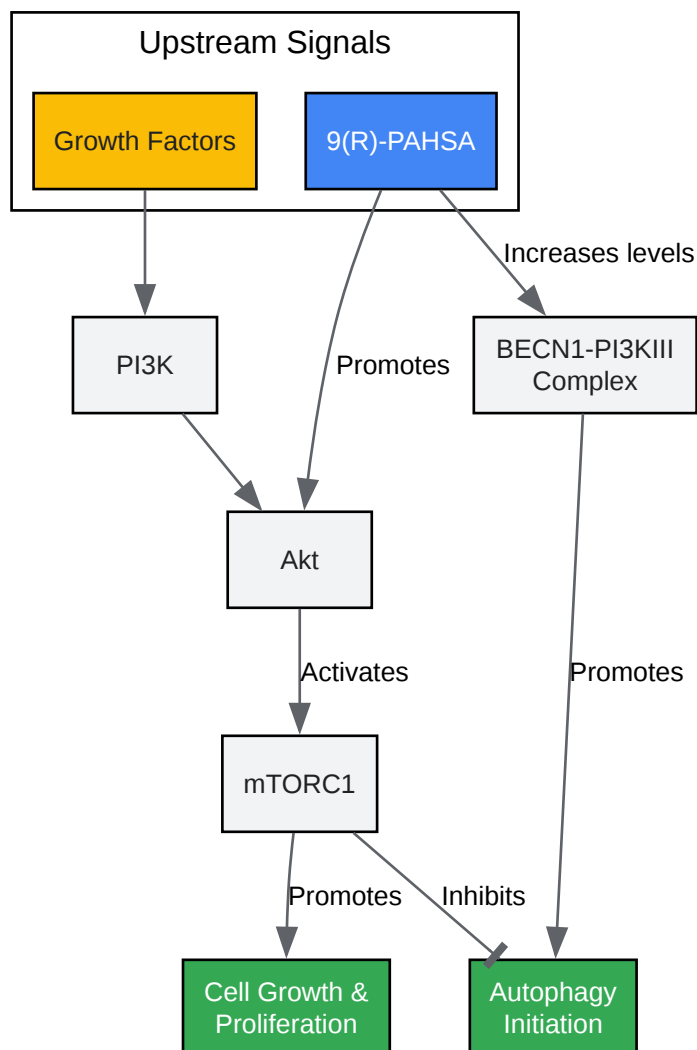 Upstream Signals
Growth Factors
9(R)-PAHSA
Increases levels
PI3K
Promotes
BECN1-PI3KIII
Complex
Akt
Activates
Promotes
mTORC1
Promotes
Inhibits
Cell Growth &
Proliferation
Autophagy
Initiation